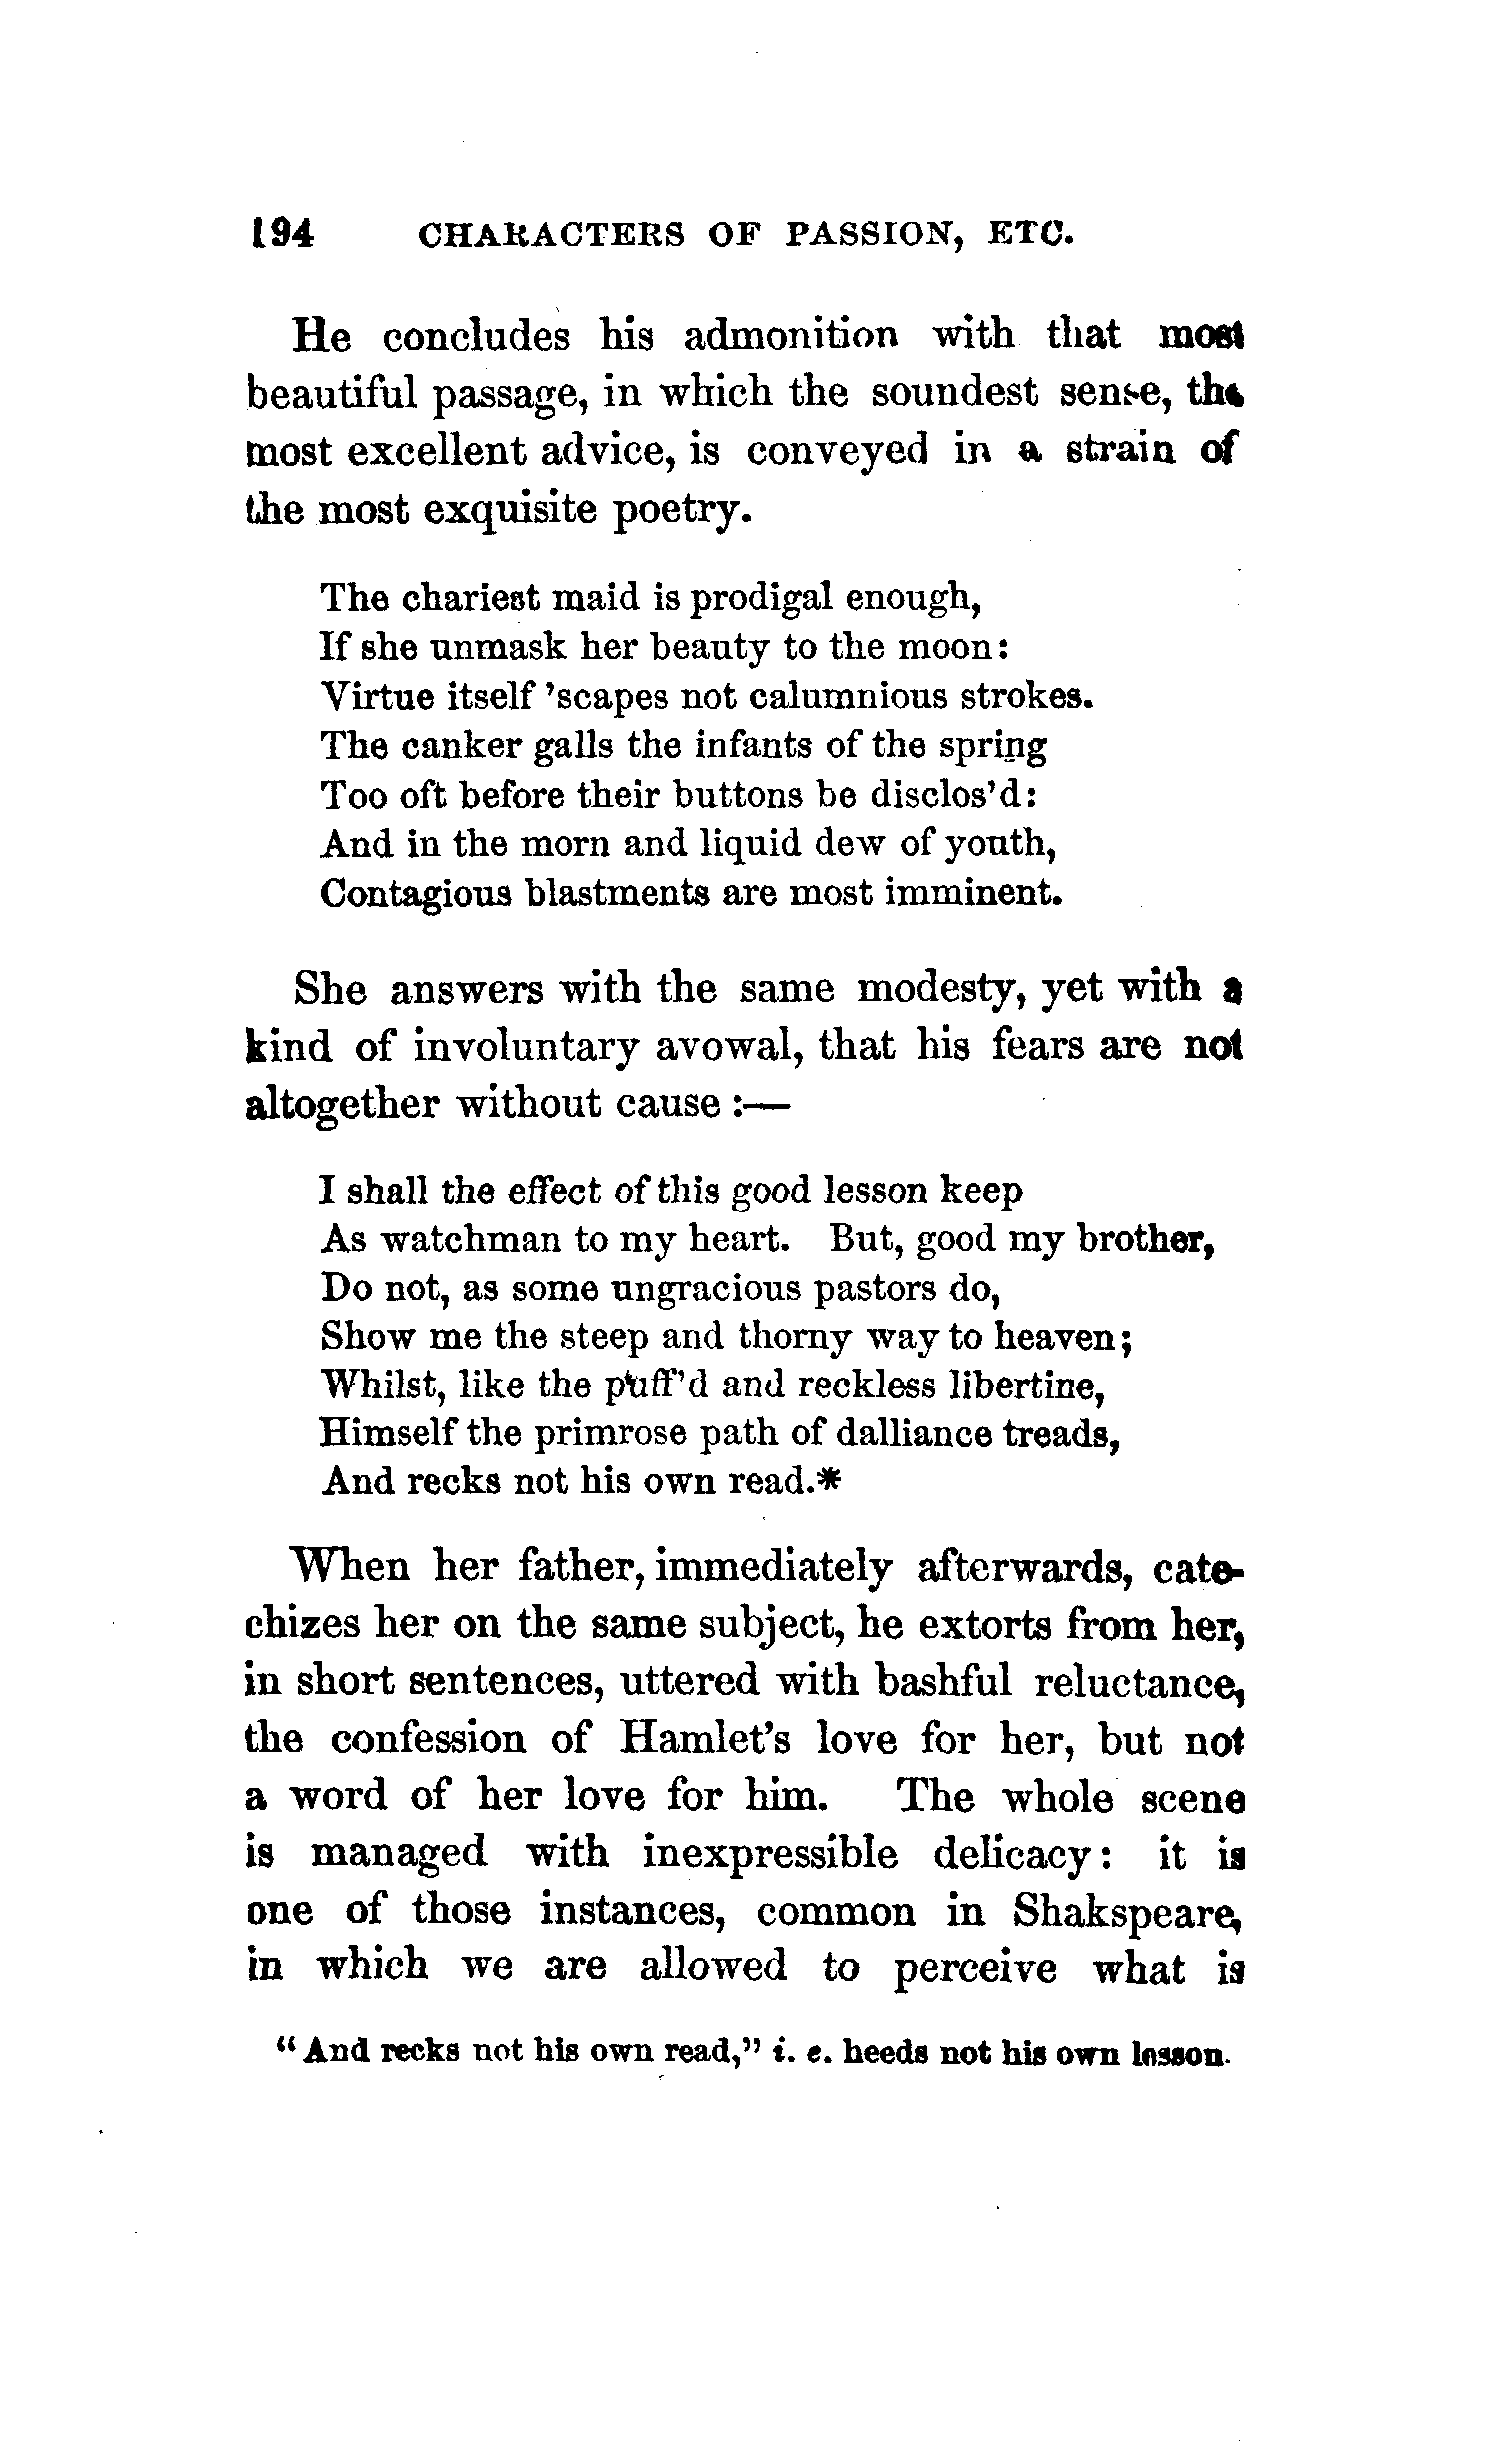 194 CHARACTERS OF PASSION, ETC.
He concludes his admonition with that most
beautiful passage, in which the soundest sense, the
most excellent advice, is conveyed in a strain of
the most exquisite poetry.
The chariest maid is prodigal enough,
If she unmask her beauty to the moon:
Virtue itself 'scapes not calumnious strokes.
The canker galls the infants of the spring
Too oft before their buttons be disclos'd:
And in the morn and liquid dew of youth,
Contagious blastments are most imminent.
She answers with the same modesty, yet with a
kind of involuntary avowal, that his fears are not
altogether without cause :—
I shall the effect of this good lesson keep
As watchman to my heart. But, good my brother,
Do not, as some ungracious pastors do,
Show me the steep and thorny way to heaven;
Whilst, like the puff'd and reckless libertine,
Himself the primrose path of dalliance treads,
And recks not his own read.*
When her father, immediately afterwards, cate-
chizes her on the same subject, he extorts from her,
in short sentences, uttered with bashful reluctance,
the confession of Hamlet's love for her, but not
a word of her love for him. The whole scene
is managed with inexpressible delicacy: it is
one of those instances, common in Shakspeare,
in which we are allowed to perceive what is
"And recks not his own read," i. e. heeds not his own lesson.